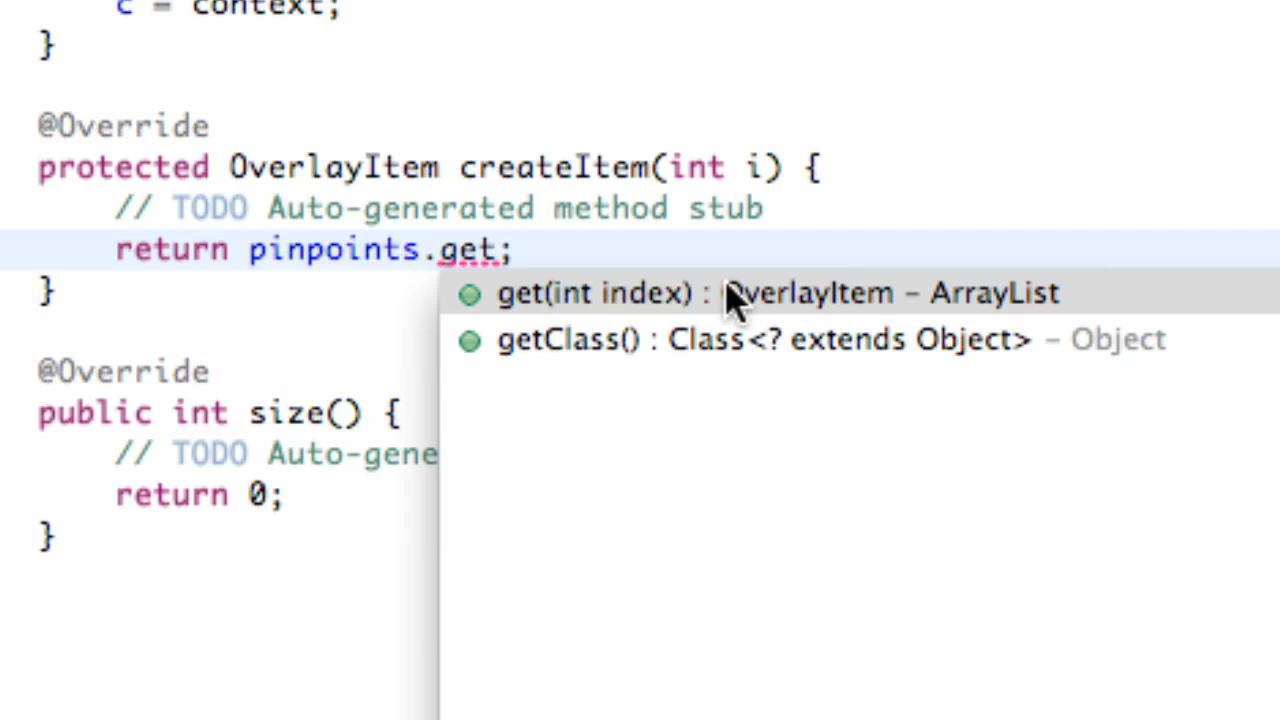 c = context;
}
@Override
protected OverlayItem createItem(int i) {
// TODO Auto-generated method stub
return pinpoints.get;
}
get(int index) : OverlayItem – ArrayList
getClass() : Class<? extends Object> – Object
@Override
public int size() {
// TODO Auto-gene
return 0;
}